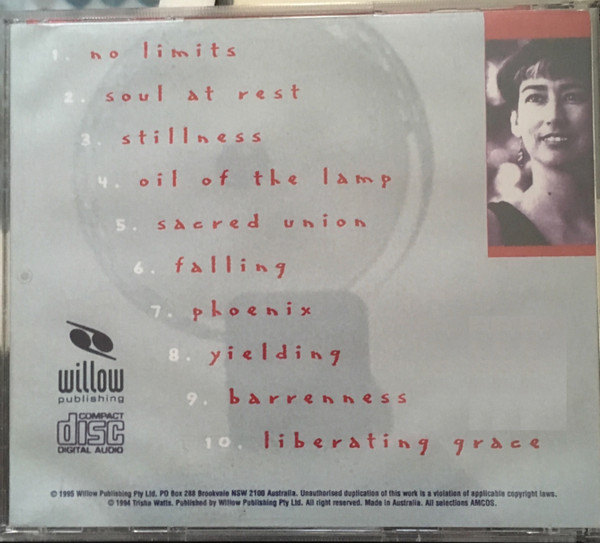 1. no limits
2. soul at rest
3. stillness
4. oil of the lamp
5. sacred union
6. falling
7. phoenix
8. yielding
9. barrenness
10. liberating grace
willow
publishing
COMPACT
disc
DIGITAL AUDIO
© 1995 Willow Publishing Pty Ltd. PO Box 288 Brookvale NSW 2100 Australia. Unauthorised duplication of this work is a violation of applicable copyright laws.
© 1994 Trisha Watts. Published by Willow Publishing Pty Ltd. All right reserved. Made in Australia. All selections AMCOS.